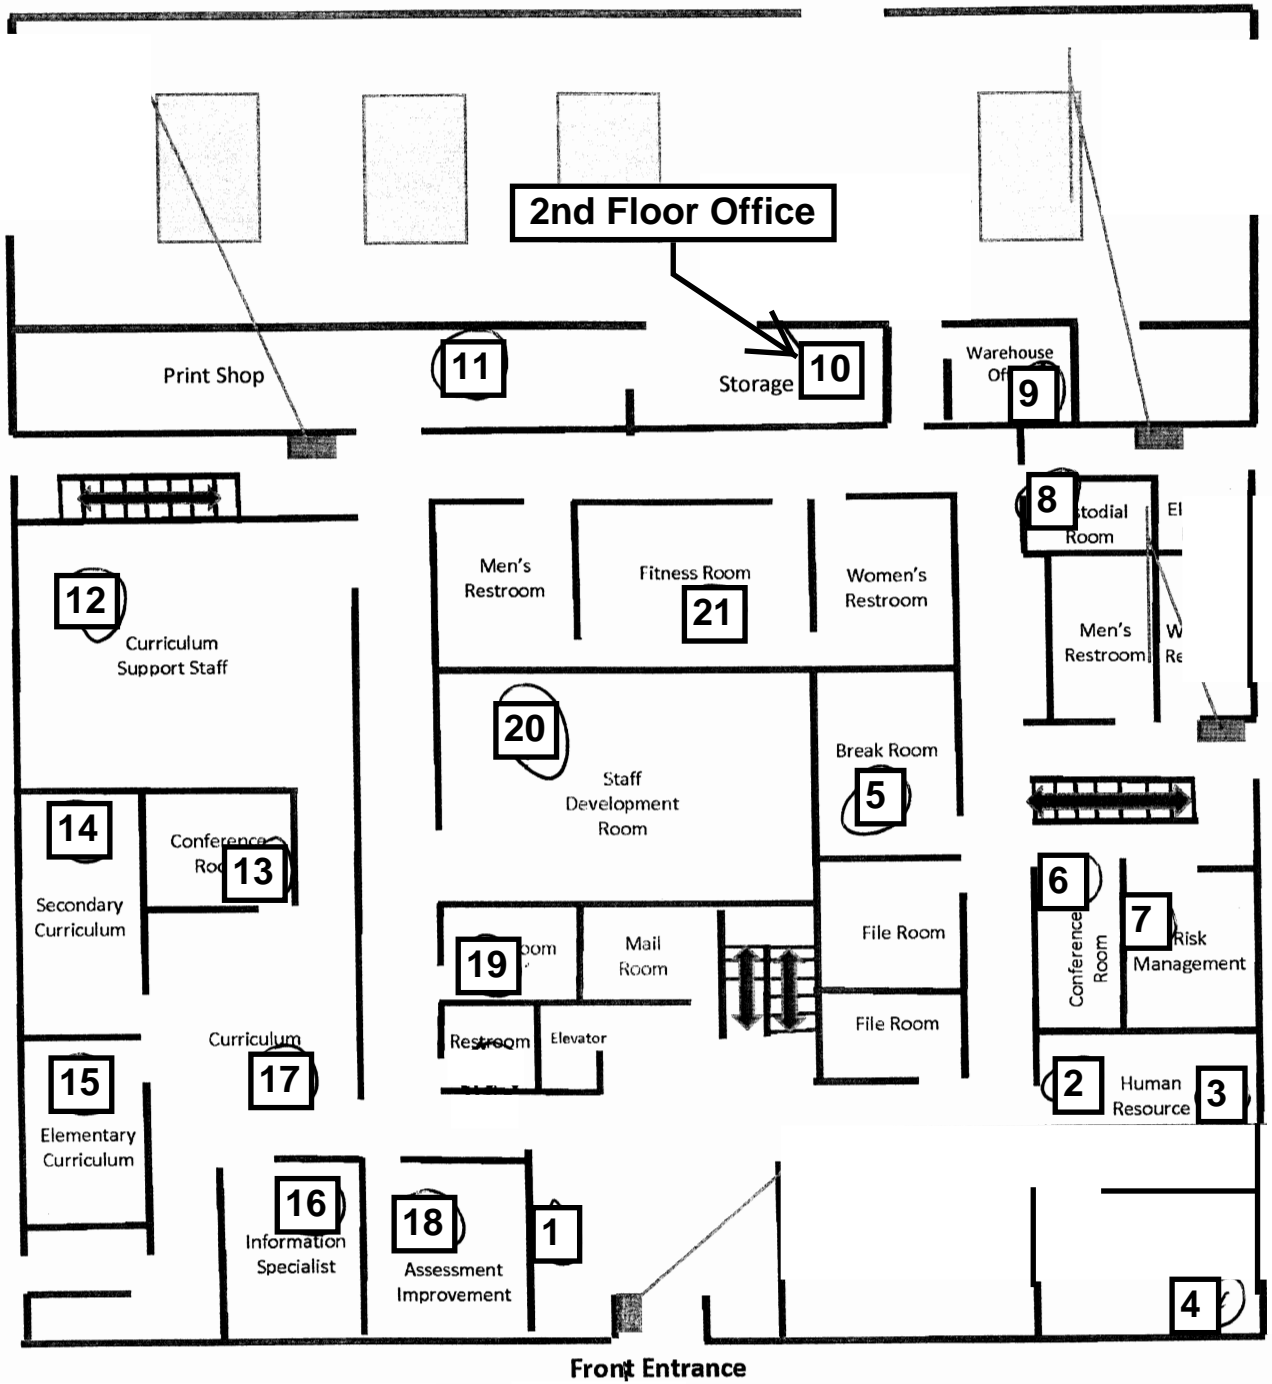 2nd Floor Office
Print Shop
11
Storage
10
Warehouse
9
8
Room
12
Curriculum
Support Staff
Men's
Restroom
Fitness Room
21
Women's
Restroom
Men's
Restroom
20
Staff
Development
Room
Break Room
5
14
Conference
13
Secondary
Curriculum
6
Conference
Room
7
Risk
Management
File Room
19
Mail
Room
File Room
Restroom
Elevator
Curriculum
17
15
Elementary
Curriculum
2
Human
Resource
3
16
Information
Specialist
18
Assessment
Improvement
1
4
Front Entrance